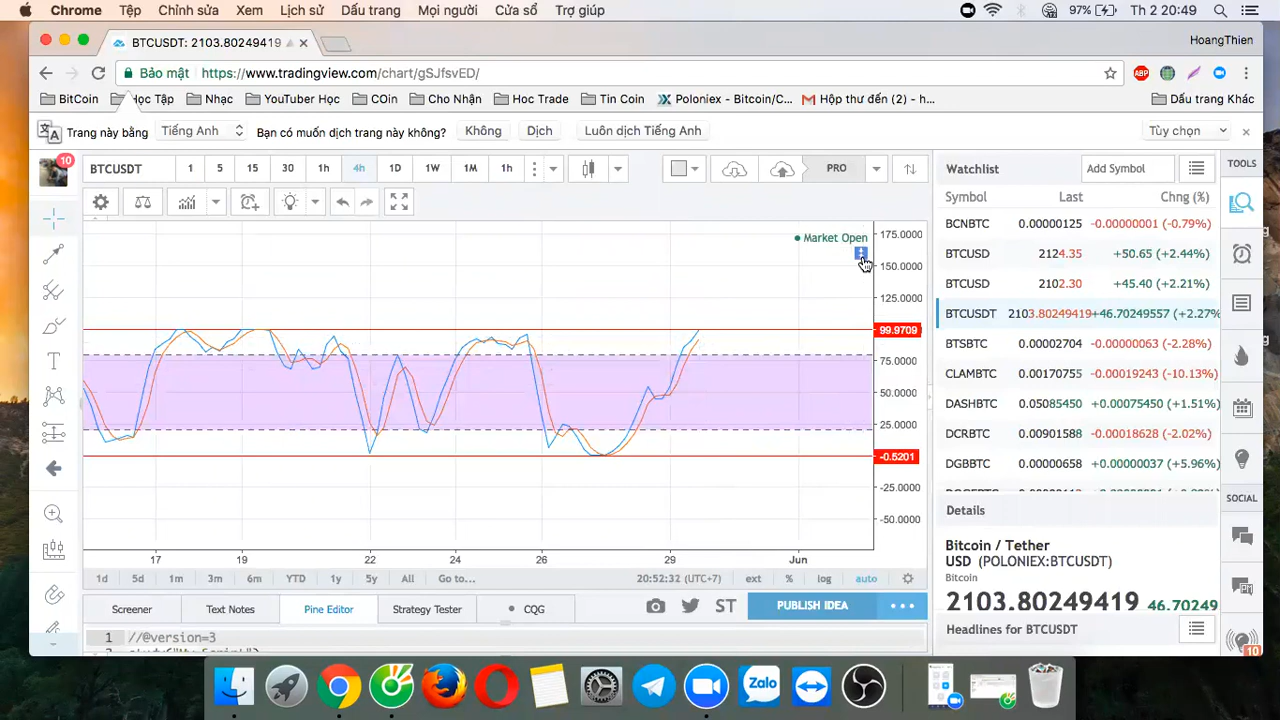 Chrome Tệp Chỉnh sửa Xem Lịch sử Dấu trang Mọi người Cửa sổ Trợ giúp 97% Th 2 20:49
BTCUSDT: 2103.80249419 HoangThien
Bảo mật https://www.tradingview.com/chart/gSJfsvED/ ABP
BitCoin Học Tập Nhạc YouTuber Học COin Cho Nhận Hoc Trade Tin Coin Poloniex - Bitcoin/C... Hộp thư đến (2) - h... Dấu trang Khác
Trang này bằng Tiếng Anh Bạn có muốn dịch trang này không? Không Dịch Luôn dịch Tiếng Anh Tùy chọn
10 BTCUSDT 1 5 15 30 1h 4h 1D 1W 1M 1h PRO Watchlist Add Symbol TOOLS
Symbol Last Chng (%)
BCNBTC 0.00000125 -0.00000001 (-0.79%)
BTCUSD 2124.35 +50.65 (+2.44%)
BTCUSD 2102.30 +45.40 (+2.21%)
BTCUSDT 2103.80249419 +46.70249557 (+2.27%
BTSBTC 0.00002704 -0.00000063 (-2.28%)
CLAMBTC 0.00170755 -0.00019243 (-10.13%)
DASHBTC 0.05085450 +0.00075450 (+1.51%)
DCRBTC 0.00901588 -0.00018628 (-2.02%)
DGBBTC 0.00000658 +0.00000037 (+5.96%)
Market Open
175.0000
150.0000
125.0000
99.9709
75.0000
50.0000
25.0000
-0.5201
-25.0000
-50.0000
17 19 22 24 26 29 Jun
1d 5d 1m 3m 6m YTD 1y 5y All Go to... 20:52:32 (UTC+7) ext % log auto
Screener Text Notes Pine Editor Strategy Tester CQG ST PUBLISH IDEA
1 //@version=3
SOCIAL
Details
Bitcoin / Tether
USD (POLONIEX:BTCUSDT)
Bitcoin
2103.80249419 46.70249
Headlines for BTCUSDT
10
Zalo